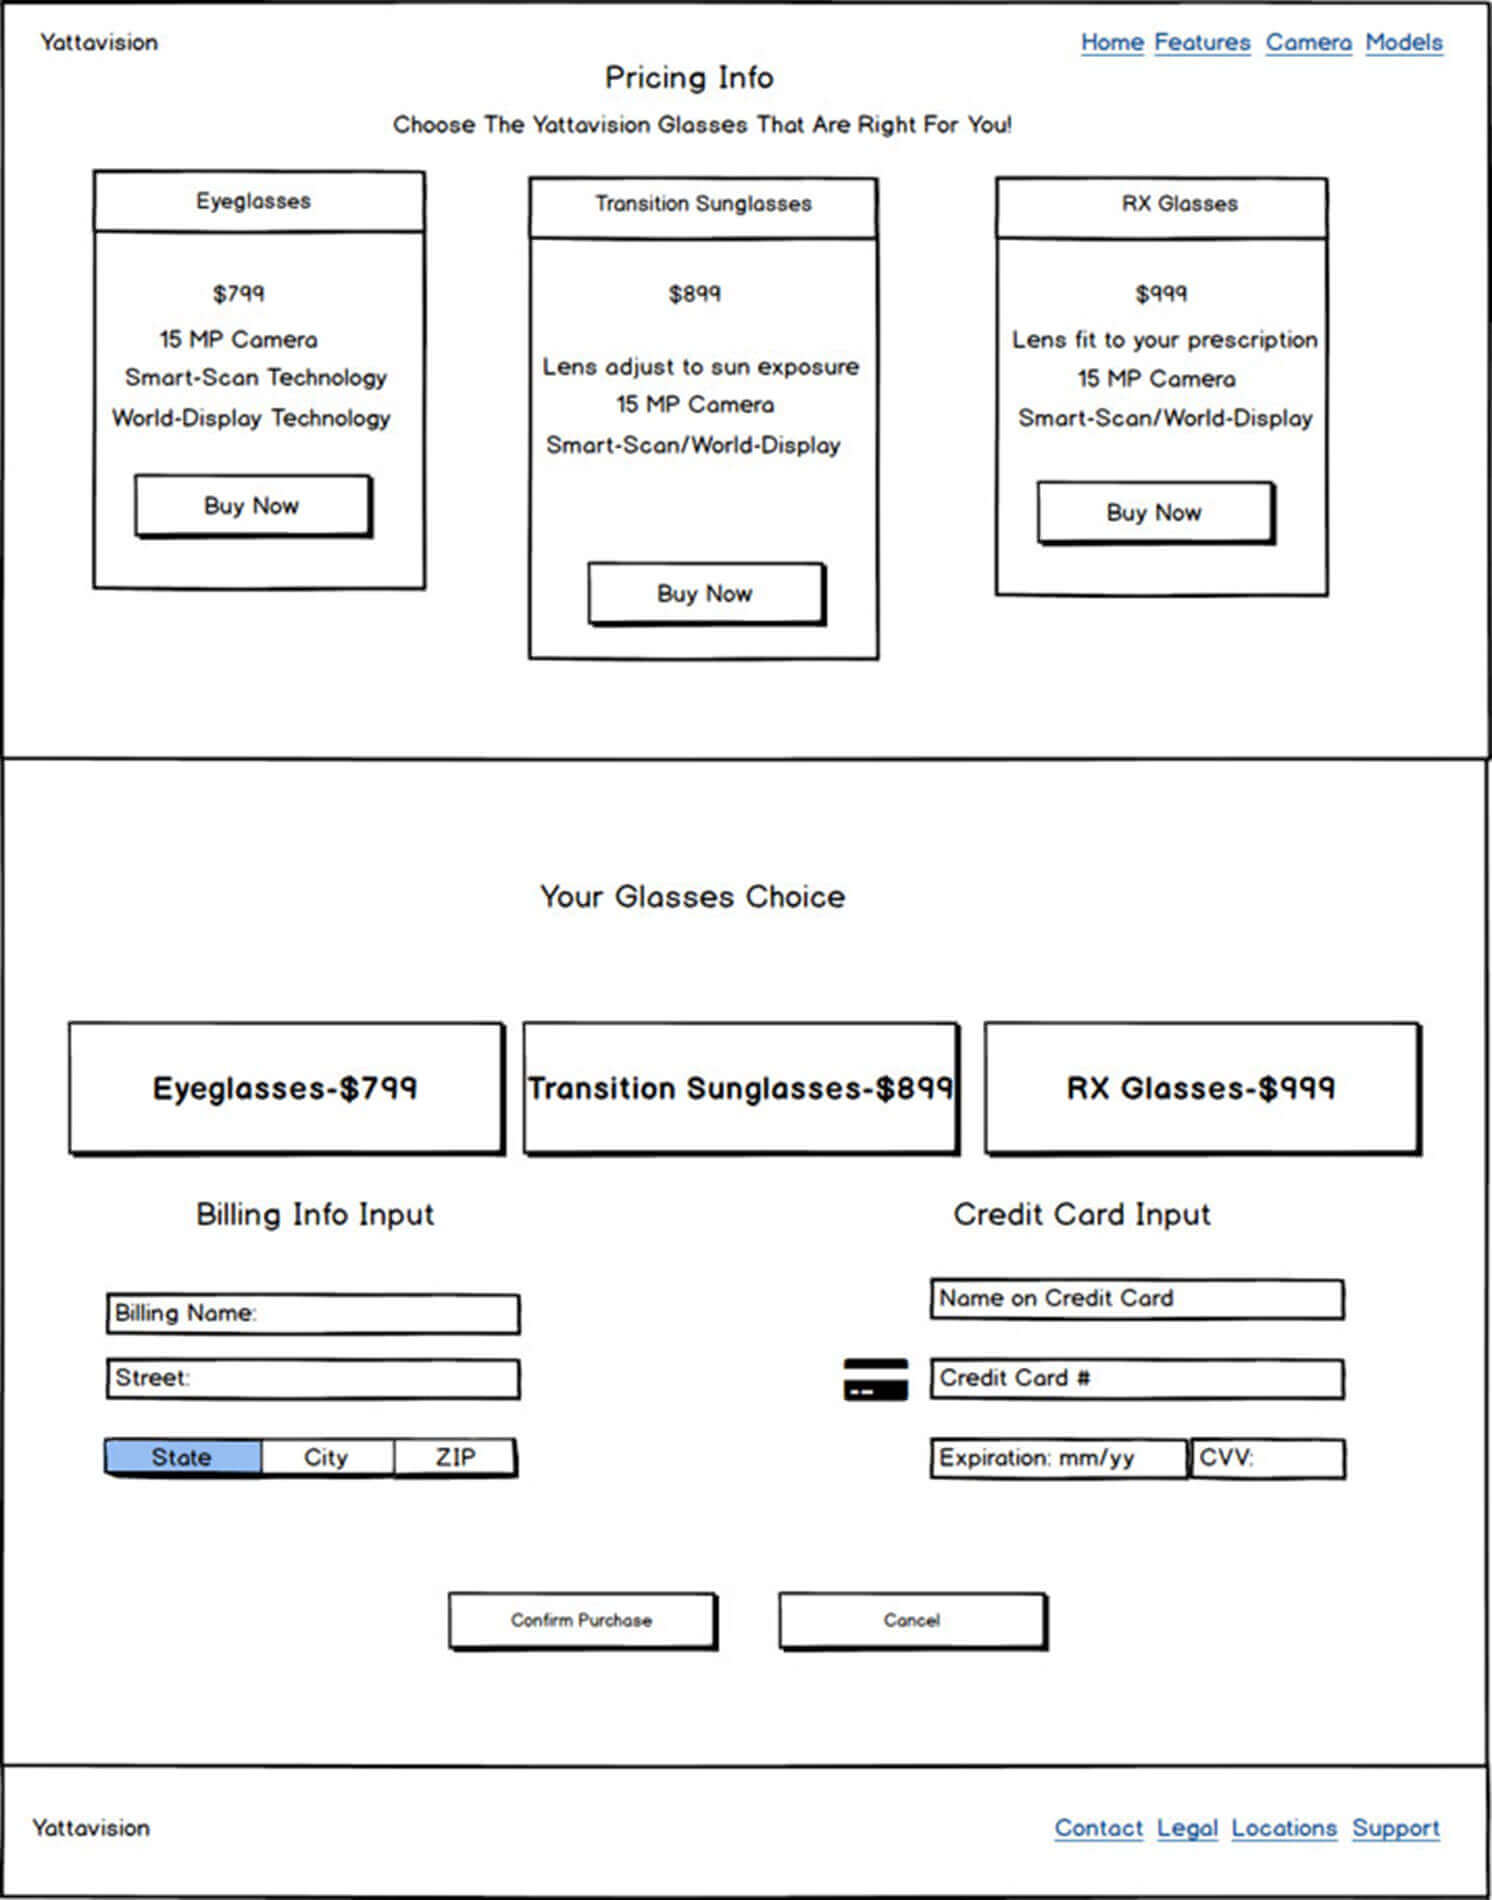 Yattavision
Home Features Camera Models
Pricing Info
Choose The Yattavision Glasses That Are Right For You!
Eyeglasses
$799
15 MP Camera
Smart-Scan Technology
World-Display Technology
Buy Now
Transition Sunglasses
$899
Lens adjust to sun exposure
15 MP Camera
Smart-Scan/World-Display
Buy Now
RX Glasses
$999
Lens fit to your prescription
15 MP Camera
Smart-Scan/World-Display
Buy Now
Your Glasses Choice
Eyeglasses-$799
Transition Sunglasses-$899
RX Glasses-$999
Billing Info Input
Billing Name:
Street:
State City ZIP
Credit Card Input
Name on Credit Card
Credit Card #
Expiration: mm/yy CVV:
Confirm Purchase
Cancel
Yattavision
Contact Legal Locations Support